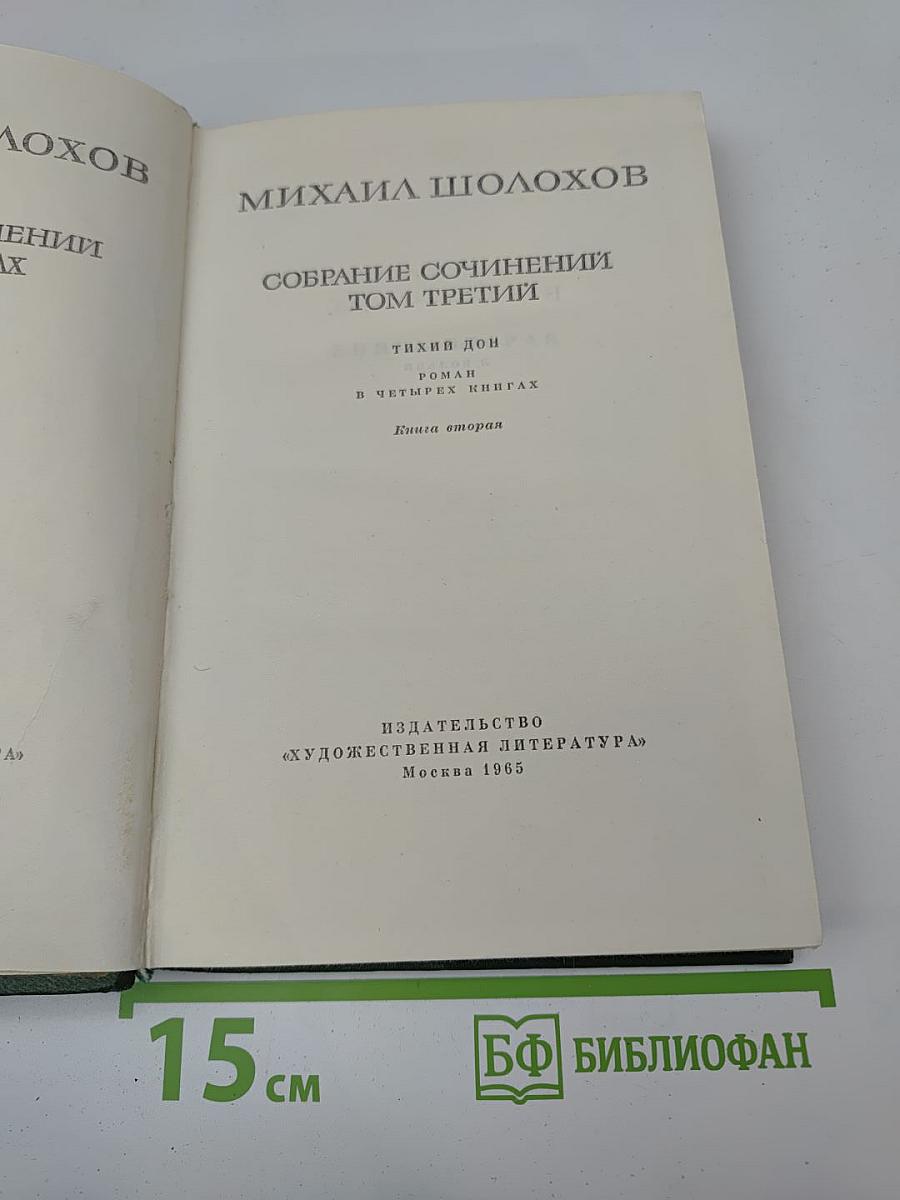 ЛОХОВ
НЕНИЙ
АХ
РА»
МИХАИЛ ШОЛОХОВ
СОБРАНИЕ СОЧИНЕНИЙ
ТОМ ТРЕТИЙ
ТИХИЙ ДОН
РОМАН
В ЧЕТЫРЕХ КНИГАХ
Книга вторая
ИЗДАТЕЛЬСТВО
«ХУДОЖЕСТВЕННАЯ ЛИТЕРАТУРА»
Москва 1965
15 см
БФ БИБЛИОФАН